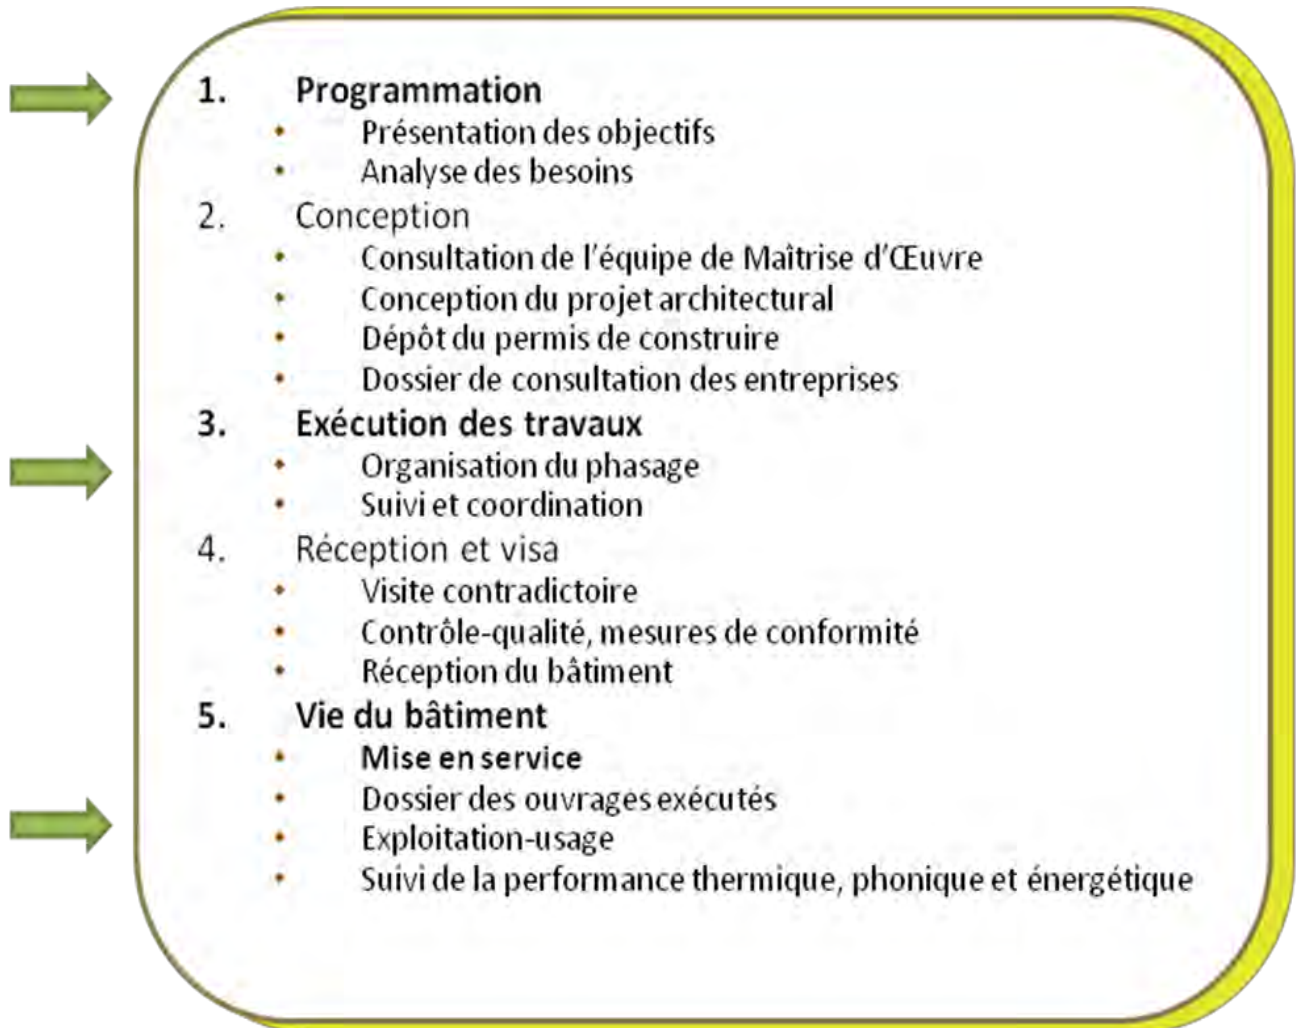 1. Programmation
• Présentation des objectifs
• Analyse des besoins
2. Conception
• Consultation de l'équipe de Maîtrise d'Œuvre
• Conception du projet architectural
• Dépôt du permis de construire
• Dossier de consultation des entreprises
3. Exécution des travaux
• Organisation du phasage
• Suivi et coordination
4. Réception et visa
• Visite contradictoire
• Contrôle-qualité, mesures de conformité
• Réception du bâtiment
5. Vie du bâtiment
• Mise en service
• Dossier des ouvrages exécutés
• Exploitation-usage
• Suivi de la performance thermique, phonique et énergétique